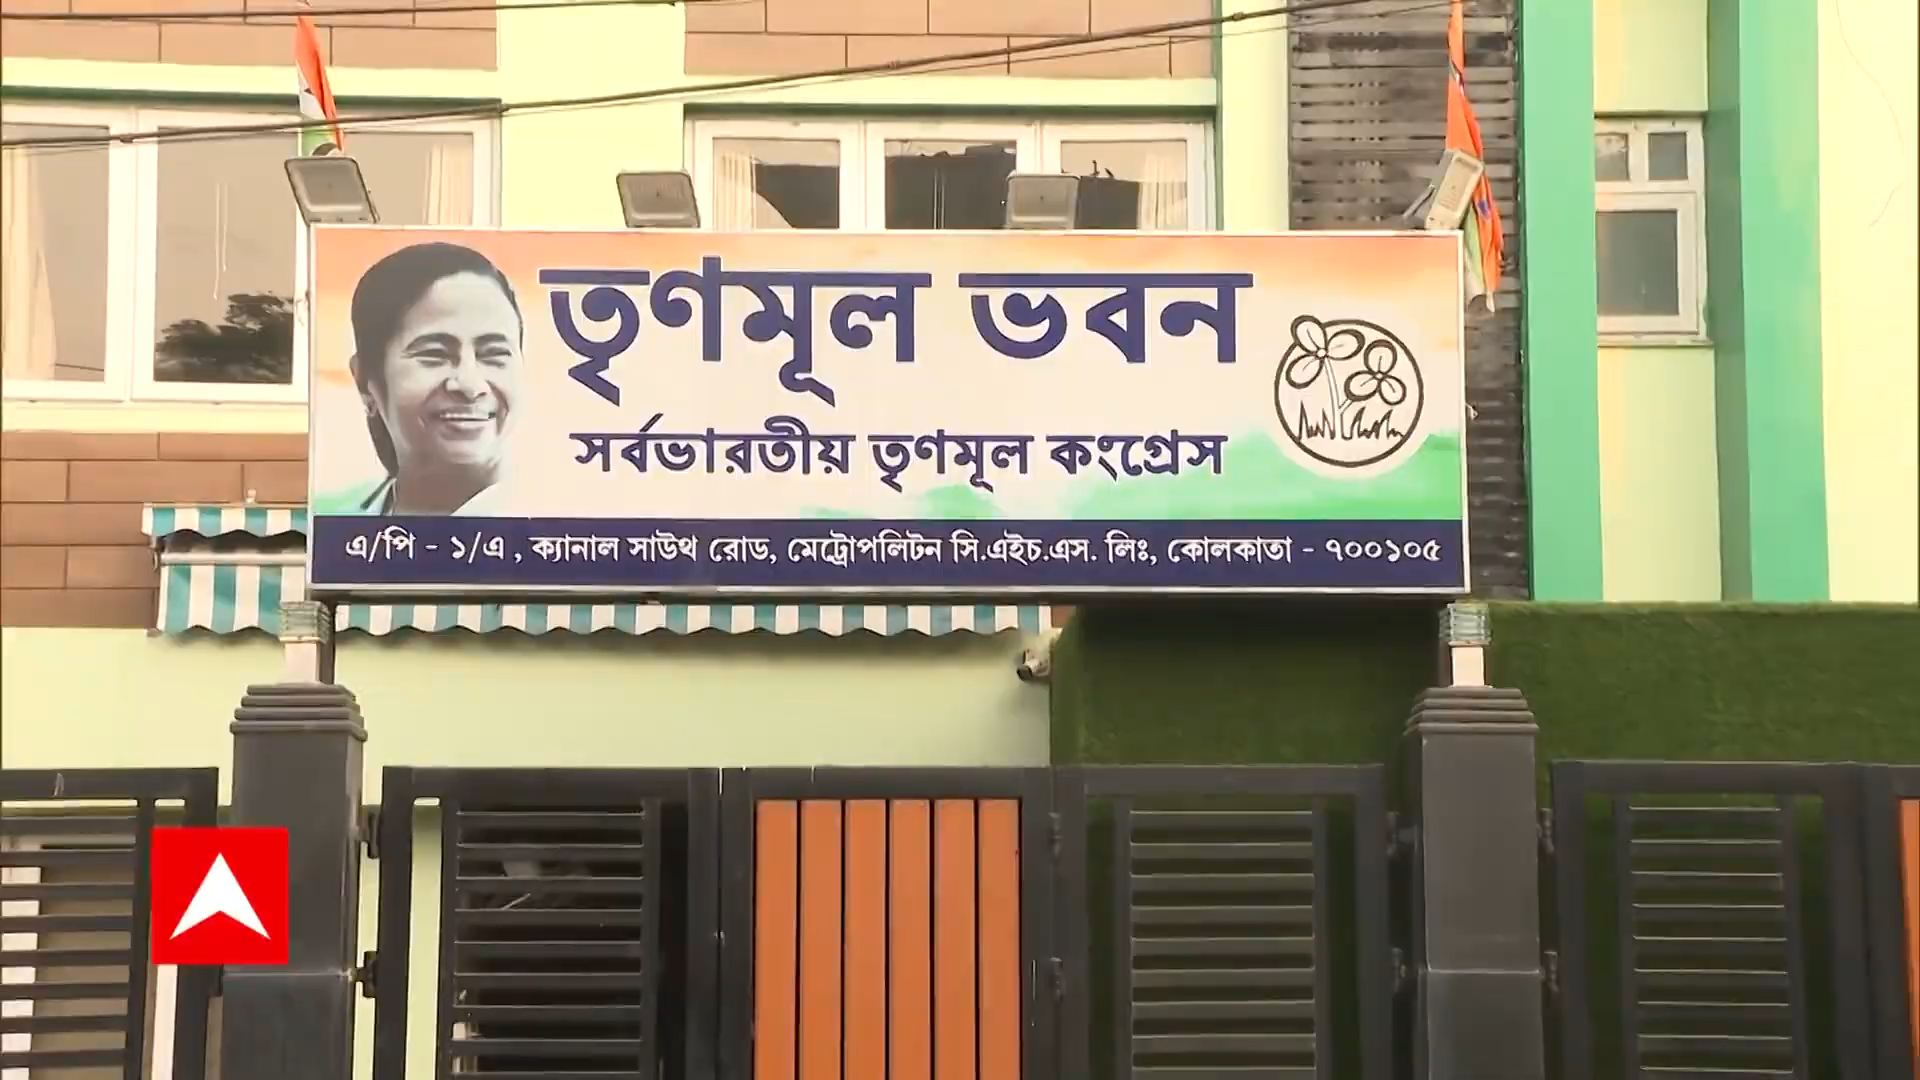 তৃণমূল ভবন
সর্বভারতীয় তৃণমূল কংগ্রেস
এ/পি - ১/এ , ক্যানাল সাউথ রোড, মেট্রোপলিটন সি.এইচ.এস. লিঃ, কোলকাতা - ৭০০১০৫